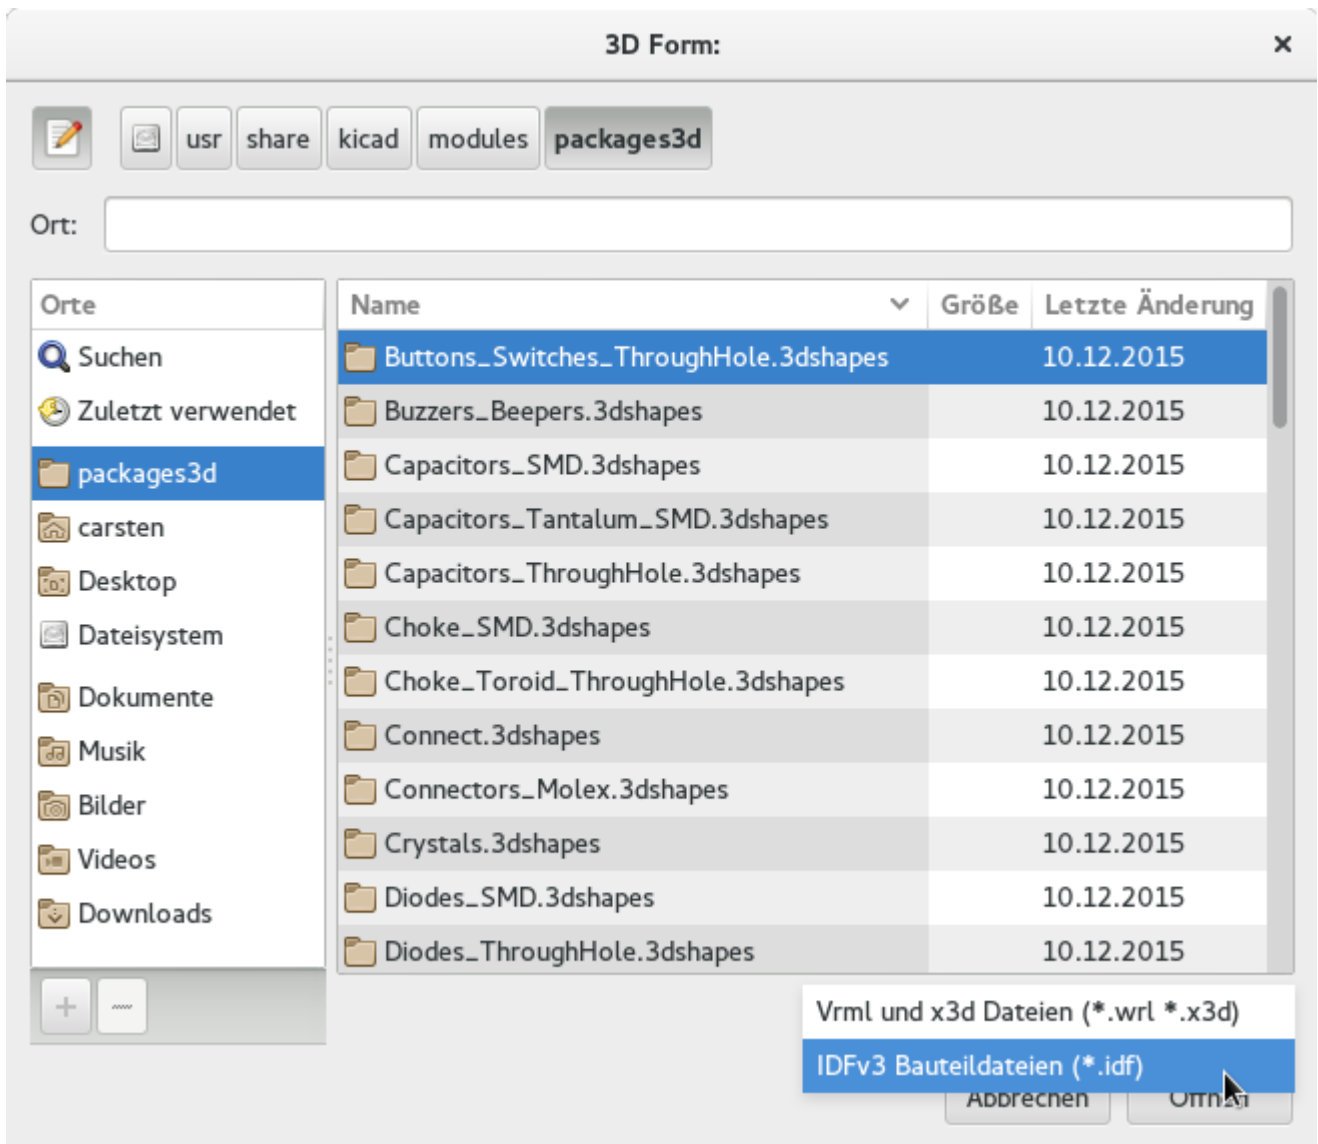 3D Form:
usr share kicad modules packages3d
Ort:
Orte
Suchen
Zuletzt verwendet
packages3d
carsten
Desktop
Dateisystem
Dokumente
Musik
Bilder
Videos
Downloads
Name Größe Letzte Änderung
Buttons_Switches_ThroughHole.3dshapes 10.12.2015
Buzzers_Beepers.3dshapes 10.12.2015
Capacitors_SMD.3dshapes 10.12.2015
Capacitors_Tantalum_SMD.3dshapes 10.12.2015
Capacitors_ThroughHole.3dshapes 10.12.2015
Choke_SMD.3dshapes 10.12.2015
Choke_Toroid_ThroughHole.3dshapes 10.12.2015
Connect.3dshapes 10.12.2015
Connectors_Molex.3dshapes 10.12.2015
Crystals.3dshapes 10.12.2015
Diodes_SMD.3dshapes 10.12.2015
Diodes_ThroughHole.3dshapes 10.12.2015
Vrml und x3d Dateien (*.wrl *.x3d)
IDFv3 Bauteildateien (*.idf)
Abbrechen Öffnen